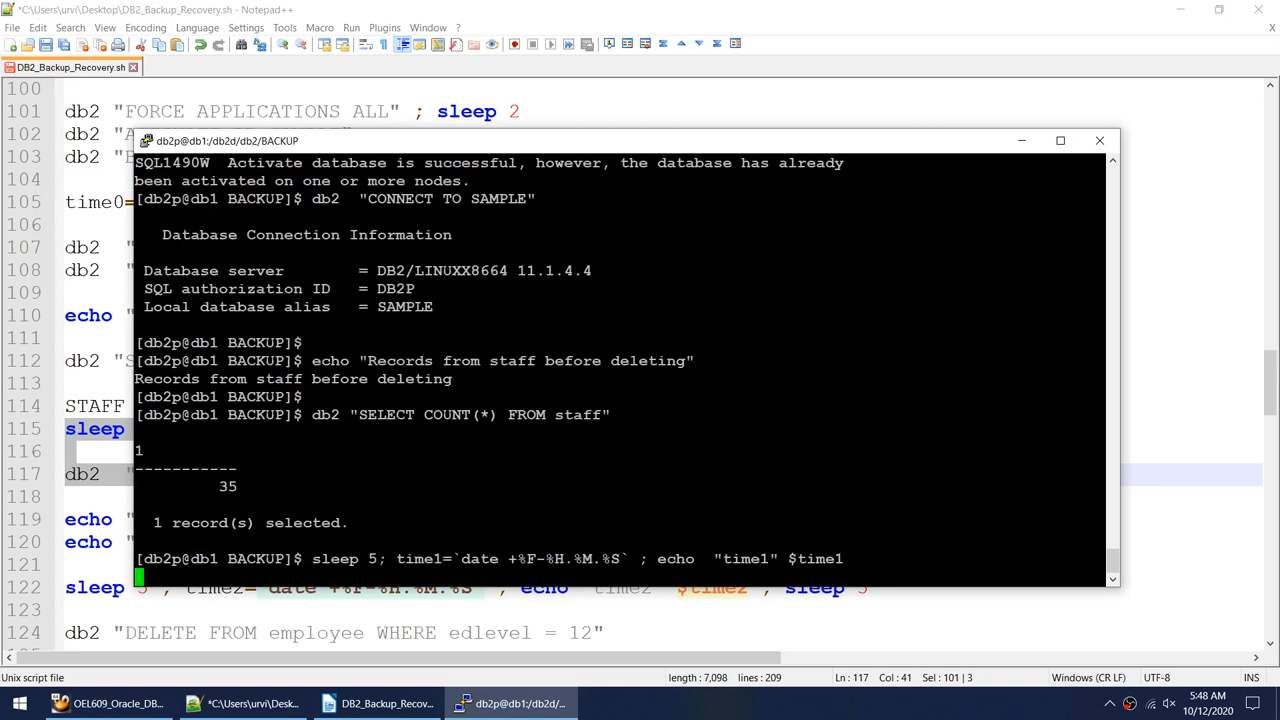 *C:\Users\urvi\Desktop\DB2_Backup_Recovery.sh - Notepad++
File Edit Search View Encoding Language Settings Tools Macro Run Plugins Window ?
X
DB2_Backup_Recovery.sh
100
101 db2 "FORCE APPLICATIONS ALL" ; sleep 2
102 db2 "A
103 db2 "
104
105 time0=
106
107 db2 "
108 db2 "
109
110 echo "
111
112 db2 "S
113
114 STAFF
115 sleep
116
117 db2 "
118
119 echo "
120 echo "
122 sleep 5 ; time2=`date +%F-%H.%M.%S` ; echo "time2" $time2 ; sleep 5
123
124 db2 "DELETE FROM employee WHERE edlevel = 12"
db2p@db1:/db2d/db2/BACKUP
SQL1490W Activate database is successful, however, the database has already
been activated on one or more nodes.
[db2p@db1 BACKUP]$ db2 "CONNECT TO SAMPLE"
Database Connection Information
Database server = DB2/LINUXX8664 11.1.4.4
SQL authorization ID = DB2P
Local database alias = SAMPLE
[db2p@db1 BACKUP]$
[db2p@db1 BACKUP]$ echo "Records from staff before deleting"
Records from staff before deleting
[db2p@db1 BACKUP]$
[db2p@db1 BACKUP]$ db2 "SELECT COUNT(*) FROM staff"
1
-----------
35
1 record(s) selected.
[db2p@db1 BACKUP]$ sleep 5; time1=`date +%F-%H.%M.%S` ; echo "time1" $time1
Unix script file
length : 7,098 lines : 209
Ln : 117 Col : 41 Sel : 101 | 3
Windows (CR LF)
UTF-8
INS
OEL609_Oracle_DB...
*C:\Users\urvi\Desk...
DB2_Backup_Recov...
db2p@db1:/db2d/...
5:48 AM
10/12/2020